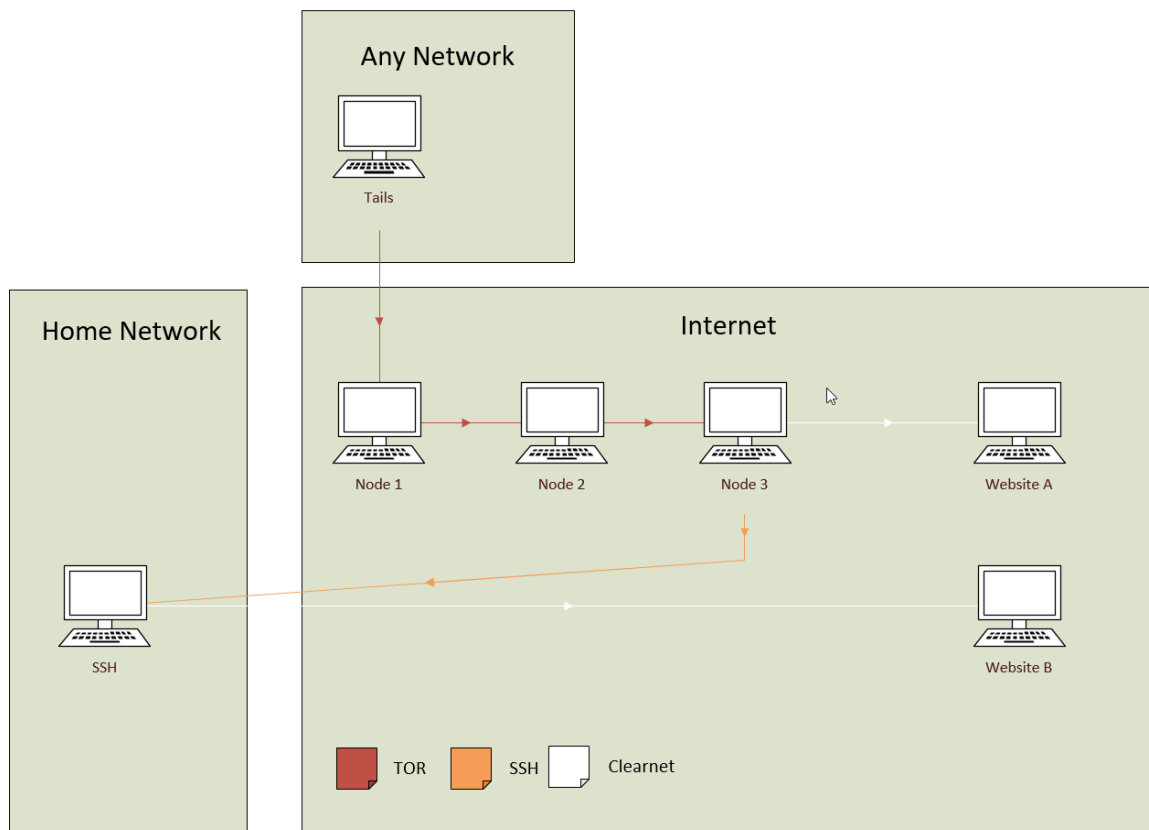 Any Network
Tails
Home Network
Internet
Node 1
Node 2
Node 3
Website A
SSH
Website B
TOR
SSH
Clearnet